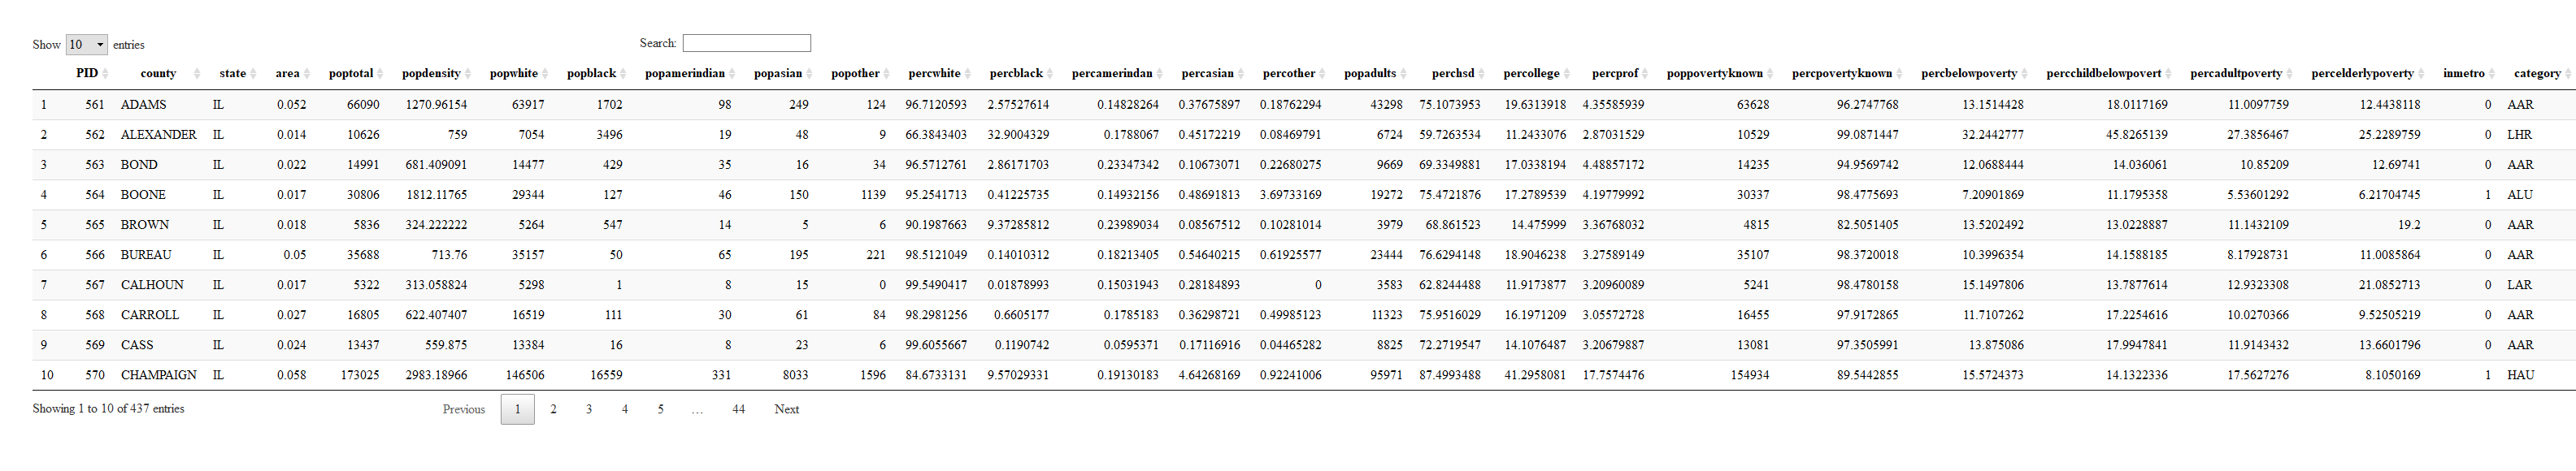 Show 10 entries Search:
PID county state area poptotal popdensity popwhite popblack popamerindian popasian popother percwhite percblack percamerindan percasian percother popadults perchsd percollege percprof poppovertyknown percpovertyknown percbelowpoverty percchildbelowpovert percadultpoverty percelderlypoverty inmetro category
1 561 ADAMS IL 0.052 66090 1270.96154 63917 1702 98 249 124 96.7120593 2.57527614 0.14828264 0.37675897 0.18762294 43298 75.1073953 19.6313918 4.35585939 63628 96.2747768 13.1514428 18.0117169 11.0097759 12.4438118 0 AAR
2 562 ALEXANDER IL 0.014 10626 759 7054 3496 19 48 9 66.3843403 32.9004329 0.1788067 0.45172219 0.08469791 6724 59.7263534 11.2433076 2.87031529 10529 99.0871447 32.2442777 45.8265139 27.3856467 25.2289759 0 LHR
3 563 BOND IL 0.022 14991 681.409091 14477 429 35 16 34 96.5712761 2.86171703 0.23347342 0.10673071 0.22680275 9669 69.3349881 17.0338194 4.48857172 14235 94.9569742 12.0688444 14.036061 10.85209 12.69741 0 AAR
4 564 BOONE IL 0.017 30806 1812.11765 29344 127 46 150 1139 95.2541713 0.41225735 0.14932156 0.48691813 3.69733169 19272 75.4721876 17.2789539 4.19779992 30337 98.4775693 7.20901869 11.1795358 5.53601292 6.21704745 1 ALU
5 565 BROWN IL 0.018 5836 324.222222 5264 547 14 5 6 90.1987663 9.37285812 0.23989034 0.08567512 0.10281014 3979 68.861523 14.475999 3.36768032 4815 82.5051405 13.5202492 13.0228887 11.1432109 19.2 0 AAR
6 566 BUREAU IL 0.05 35688 713.76 35157 50 65 195 221 98.5121049 0.14010312 0.18213405 0.54640215 0.61925577 23444 76.6294148 18.9046238 3.27589149 35107 98.3720018 10.3996354 14.1588185 8.17928731 11.0085864 0 AAR
7 567 CALHOUN IL 0.017 5322 313.058824 5298 1 8 15 0 99.5490417 0.01878993 0.15031943 0.28184893 0 3583 62.8244488 11.9173877 3.20960089 5241 98.4780158 15.1497806 13.7877614 12.9323308 21.0852713 0 LAR
8 568 CARROLL IL 0.027 16805 622.407407 16519 111 30 61 84 98.2981256 0.6605177 0.1785183 0.36298721 0.49985123 11323 75.9516029 16.1971209 3.05572728 16455 97.9172865 11.7107262 17.2254616 10.0270366 9.52505219 0 AAR
9 569 CASS IL 0.024 13437 559.875 13384 16 8 23 6 99.6055667 0.1190742 0.0595371 0.17116916 0.04465282 8825 72.2719547 14.1076487 3.20679887 13081 97.3505991 13.875086 17.9947841 11.9143432 13.6601796 0 AAR
10 570 CHAMPAIGN IL 0.058 173025 2983.18966 146506 16559 331 8033 1596 84.6733131 9.57029331 0.19130183 4.64268169 0.92241006 95971 87.4993488 41.2958081 17.7574476 154934 89.5442855 15.5724373 14.1322336 17.5627276 8.1050169 1 HAU
Showing 1 to 10 of 437 entries Previous 1 2 3 4 5 … 44 Next